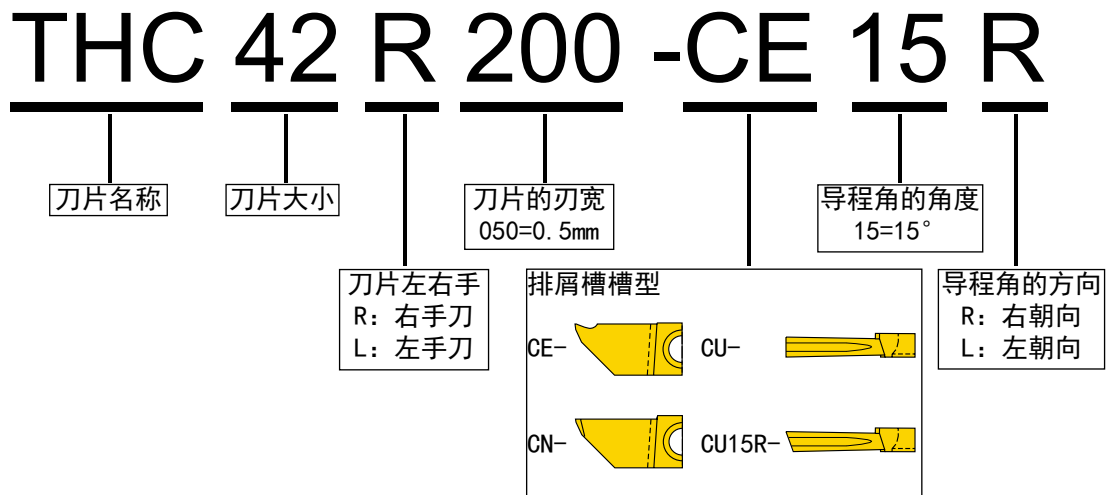 THC 42 R 200 -CE 15 R
刀片名称
刀片大小
刀片的刃宽
050=0.5mm
导程角的角度
15=15°
刀片左右手
R: 右手刀
L: 左手刀
排屑槽槽型
CE-
CU-
CN-
CU15R-
导程角的方向
R: 右朝向
L: 左朝向